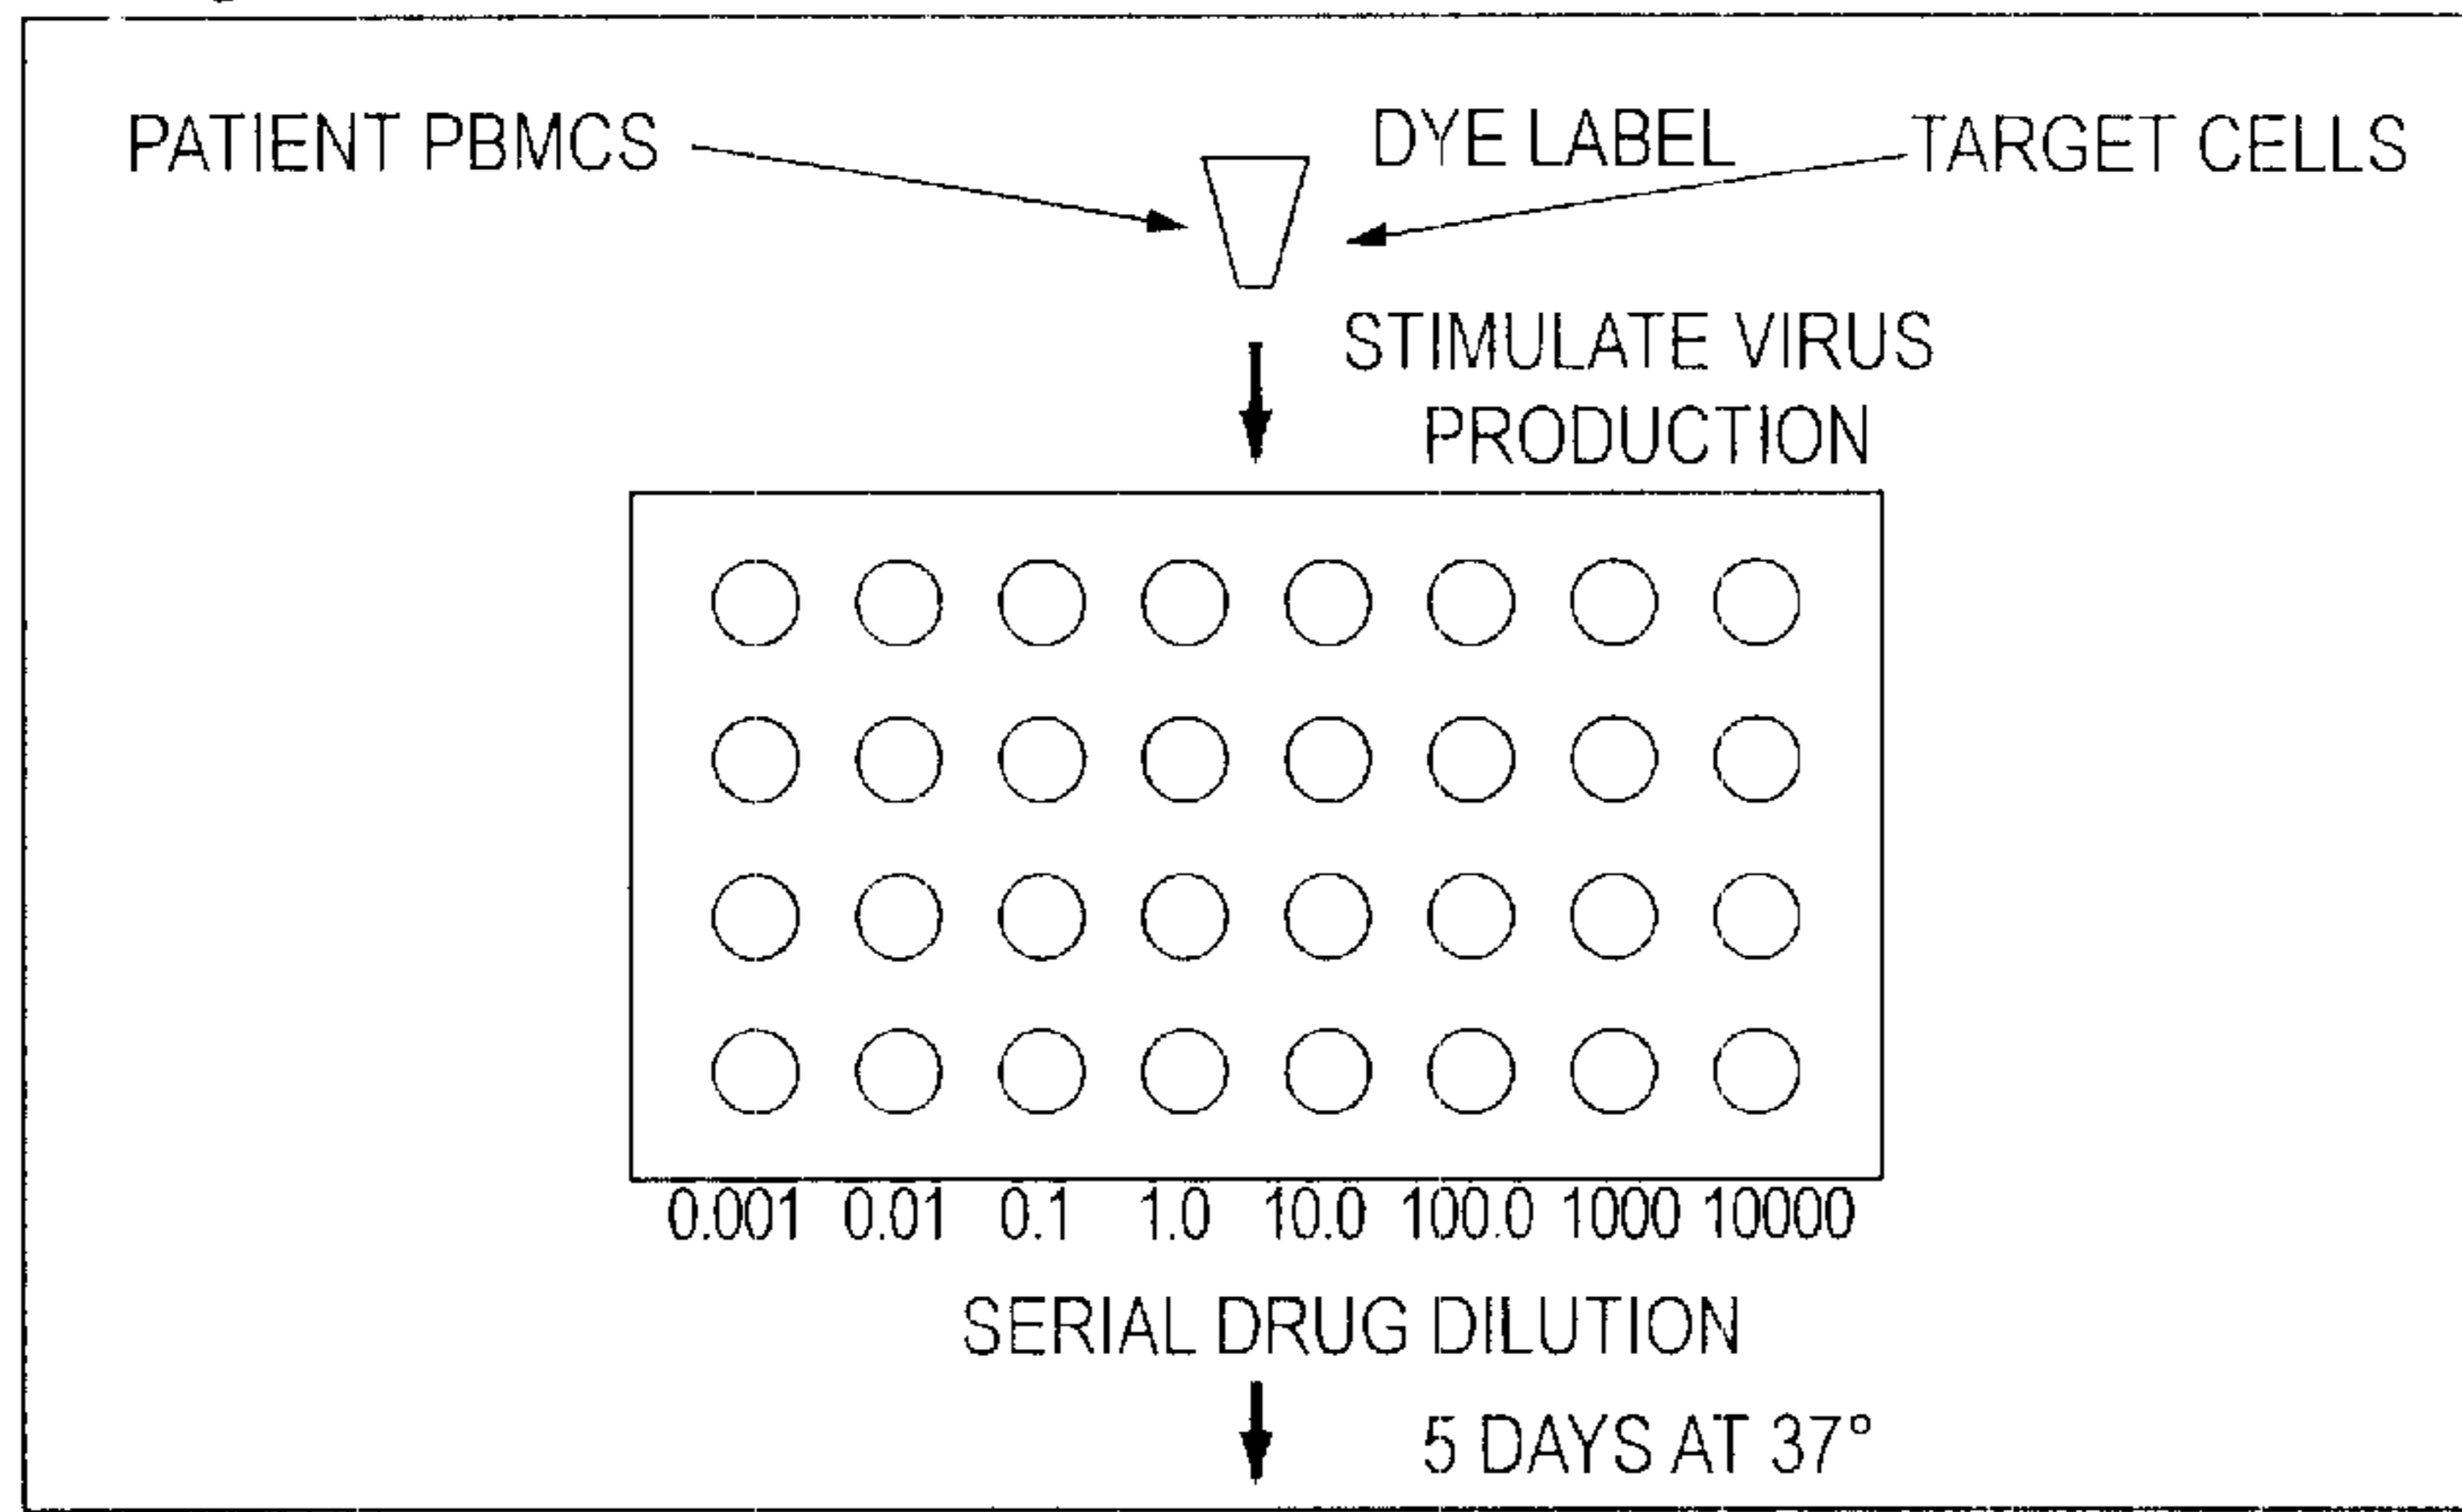 PATIENT PBMCS DYE LABEL TARGET CELLS
STIMULATE VIRUS
PRODUCTION
0.001 0.01 0.1 1.0 10.0 100.0 1000 10000
SERIAL DRUG DILUTION
5 DAYS AT 37°